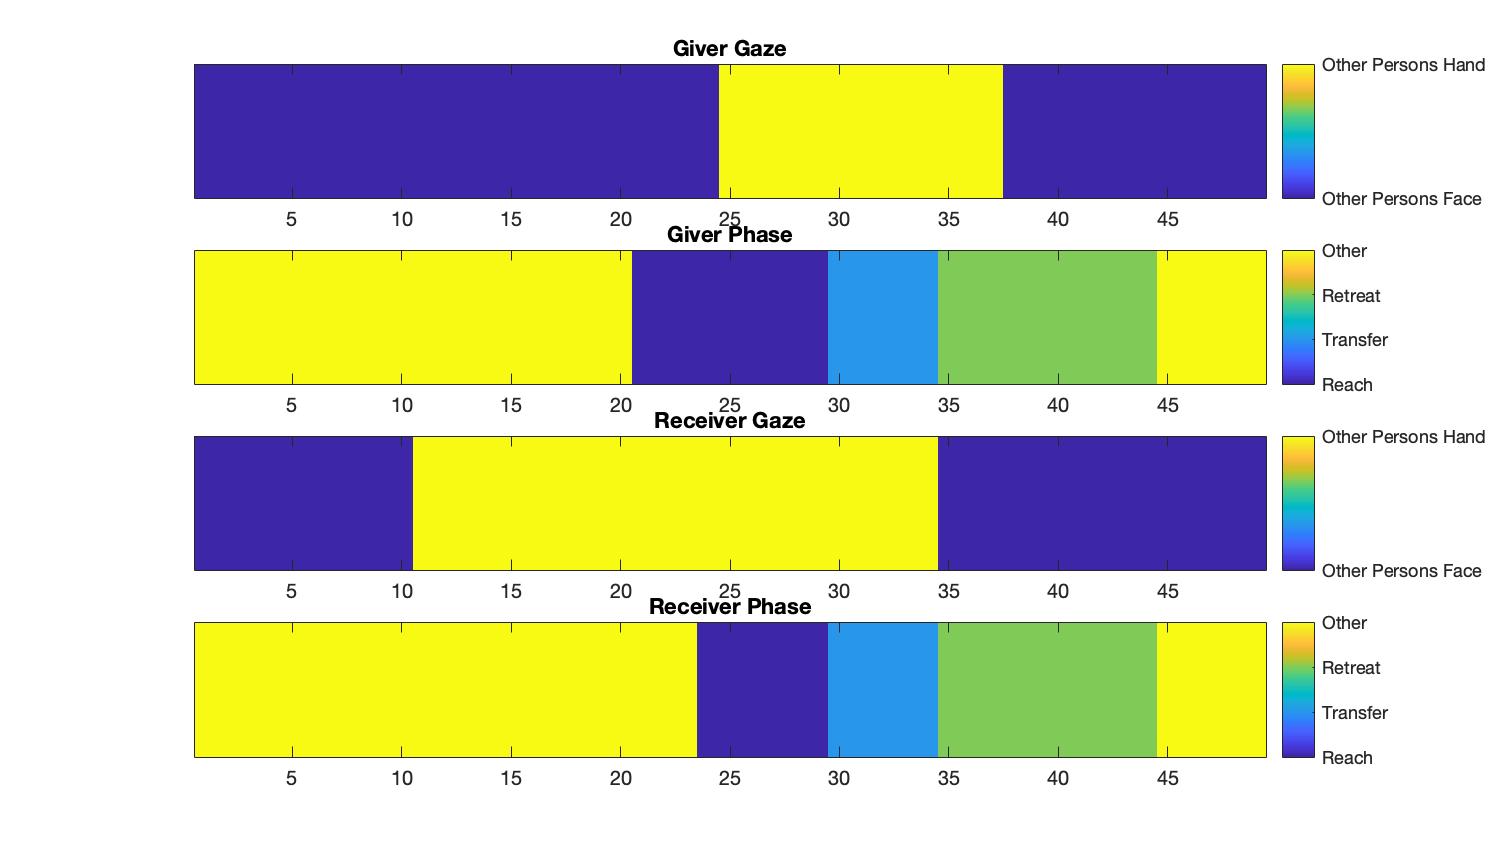 Giver Gaze
Other Persons Hand
Other Persons Face
5 10 15 20 25 30 35 40 45
Giver Phase
Other
Retreat
Transfer
Reach
5 10 15 20 25 30 35 40 45
Receiver Gaze
Other Persons Hand
Other Persons Face
5 10 15 20 25 30 35 40 45
Receiver Phase
Other
Retreat
Transfer
Reach
5 10 15 20 25 30 35 40 45